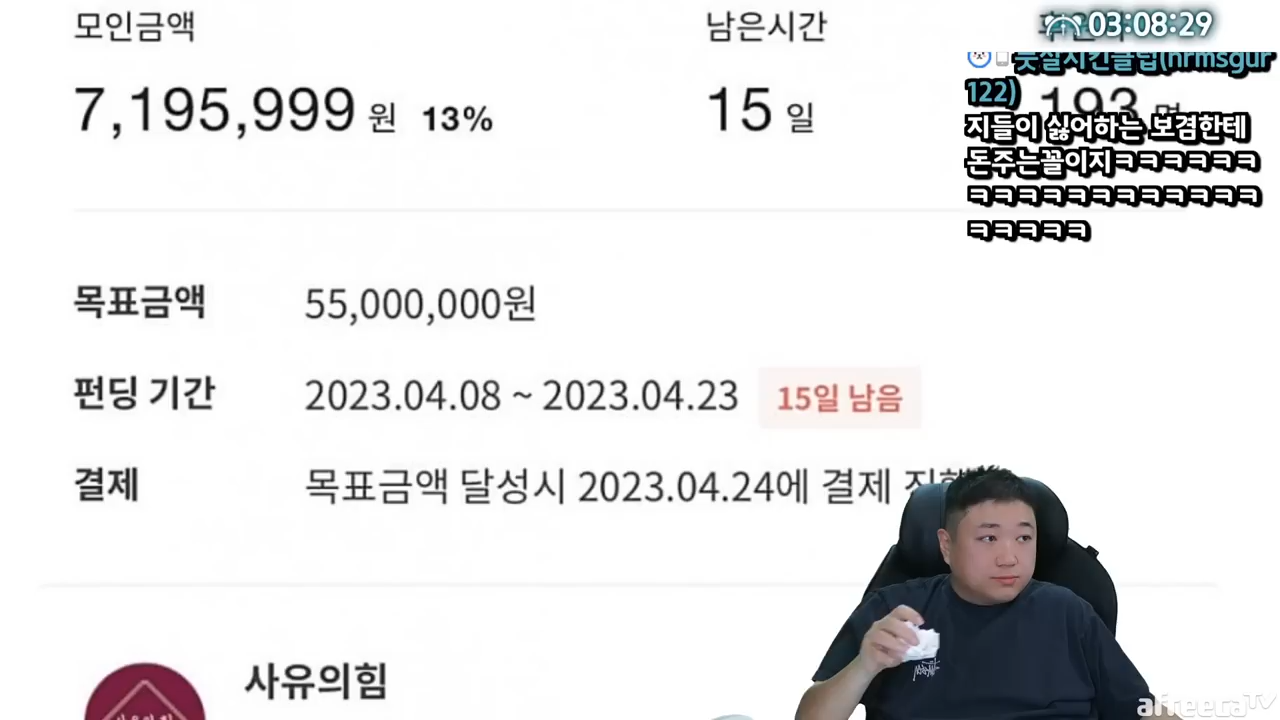 모인금액
남은시간
03:08:29
7,195,999 원 13%
15 일
193
122)
지들이 싫어하는 보겸한테
돈주는꼴이지ㅋㅋㅋㅋㅋㅋ
ㅋㅋㅋㅋㅋㅋㅋㅋㅋㅋㅋㅋ
ㅋㅋㅋㅋㅋ
목표금액 55,000,000원
펀딩 기간 2023.04.08 ~ 2023.04.23 15일 남음
결제 목표금액 달성시 2023.04.24에 결제
사유의힘
afreecaTV